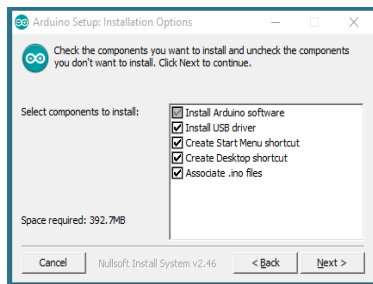 Arduino Setup: Installation Options
Check the components you want to install and uncheck the components
you don't want to install. Click Next to continue.
Select components to install:
Install Arduino software
Install USB driver
Create Start Menu shortcut
Create Desktop shortcut
Associate .ino files
Space required: 392.7MB
Cancel
Nullsoft Install System v2.46
< Back
Next >